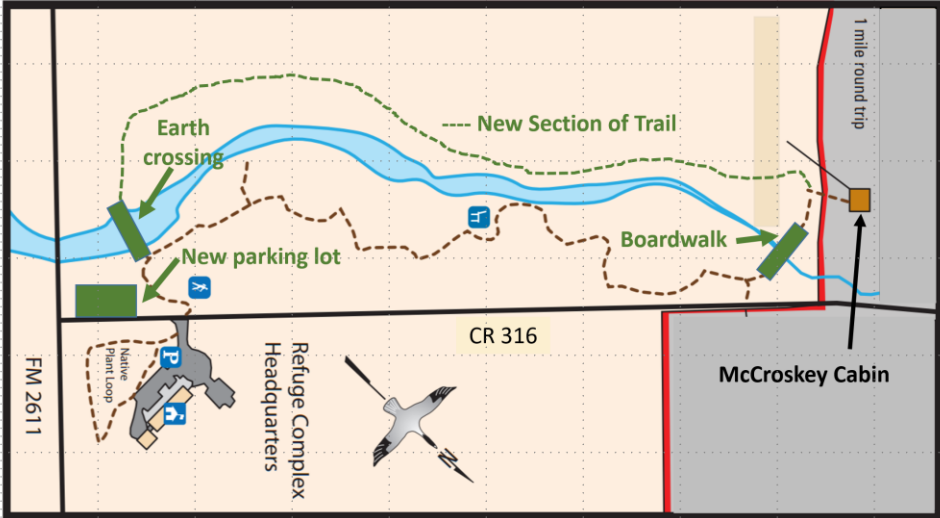 1 mile round trip
Earth
crossing
New Section of Trail
Boardwalk
New parking lot
CR 316
McCroskey Cabin
FM 2611
Native
Plant Loop
P
Refuge Complex
Headquarters
N